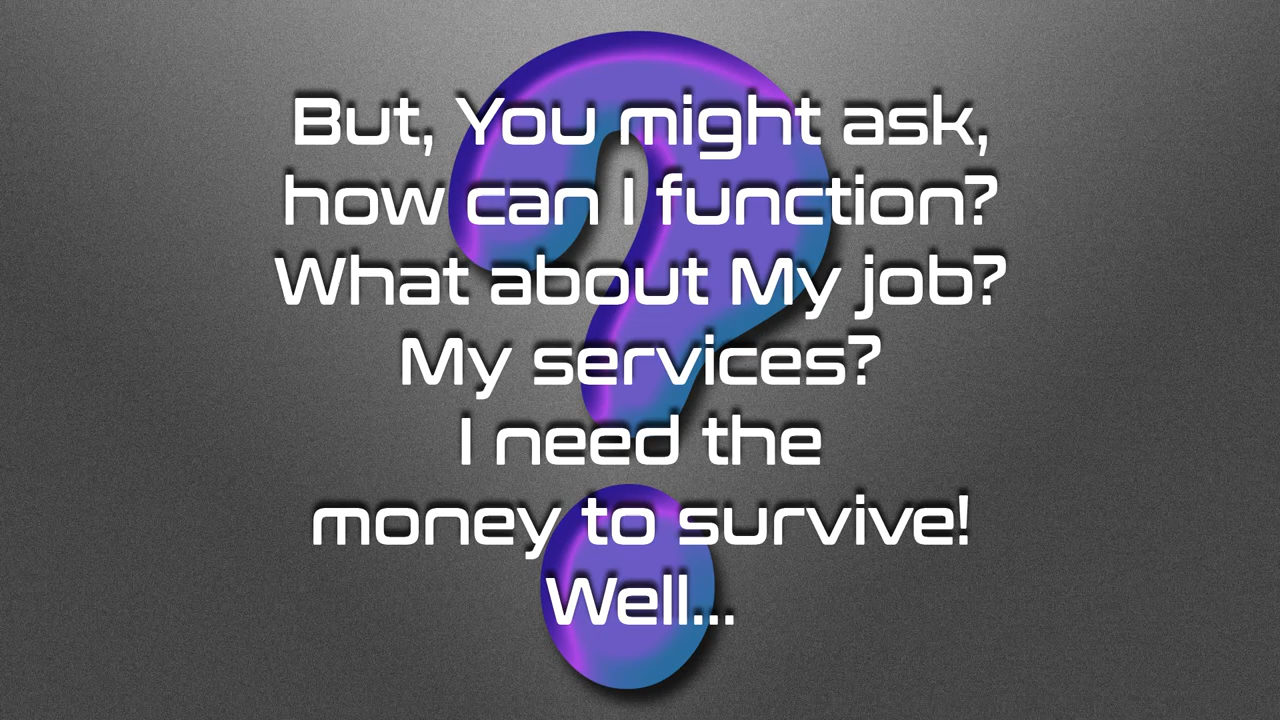 But, You might ask,
how can I function?
What about My job?
My services?
I need the
money to survive!
Well...